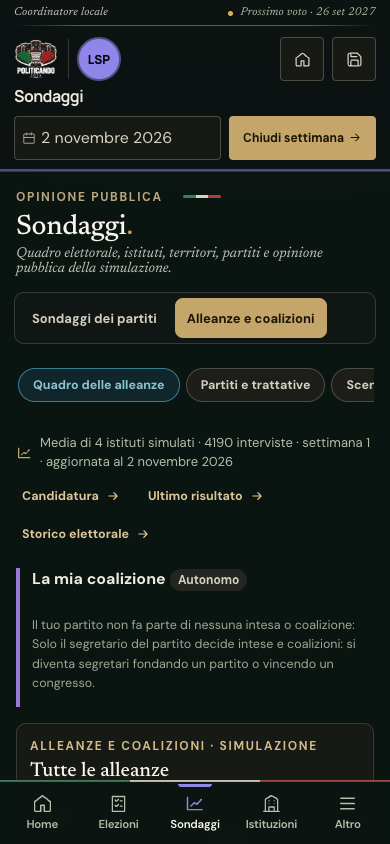 Coordinatore locale
Prossimo voto · 26 set 2027
POLITICANDO
LSP
Sondaggi
2 novembre 2026
Chiudi settimana →
OPINIONE PUBBLICA
Sondaggi.
Quadro elettorale, istituti, territori, partiti e opinione
pubblica della simulazione.
Sondaggi dei partiti
Alleanze e coalizioni
Quadro delle alleanze
Partiti e trattative
Scer
Media di 4 istituti simulati · 4190 interviste · settimana 1
· aggiornata al 2 novembre 2026
Candidatura →
Ultimo risultato →
Storico elettorale →
La mia coalizione
Autonomo
Il tuo partito non fa parte di nessuna intesa o coalizione:
Solo il segretario del partito decide intese e coalizioni: si
diventa segretari fondando un partito o vincendo un
congresso.
ALLEANZE E COALIZIONI · SIMULAZIONE
Tutte le alleanze
Home
Elezioni
Sondaggi
Istituzioni
Altro